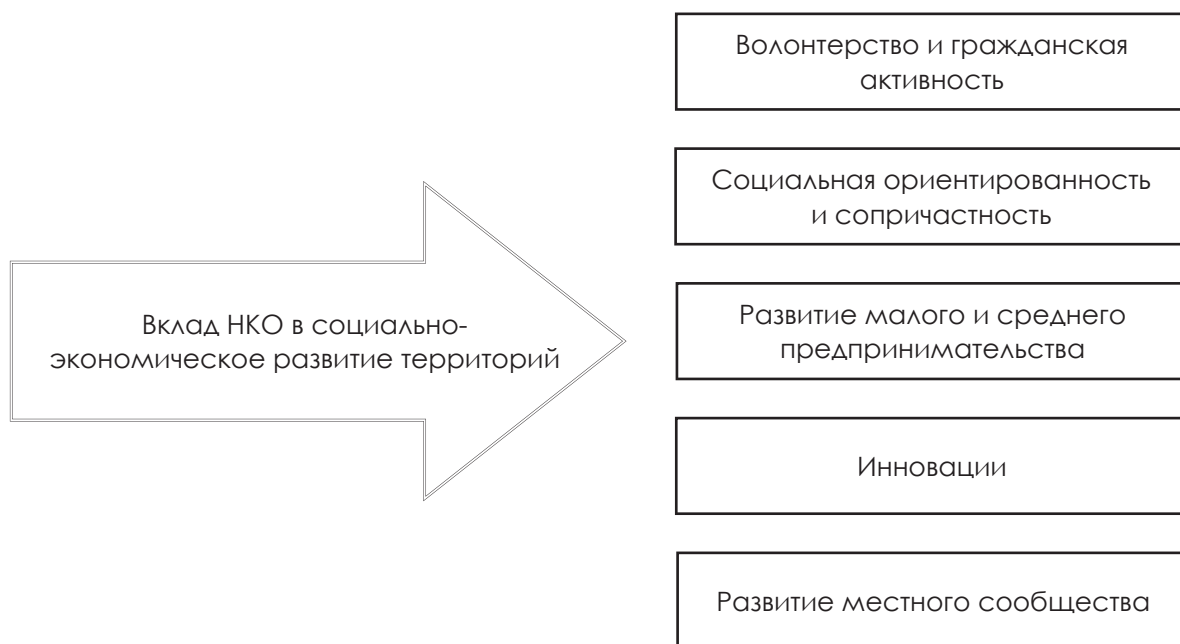 Волонтерство и гражданская
активность
Социальная ориентированность
и сопричастность
Вклад НКО в социально-
экономическое развитие территорий
Развитие малого и среднего
предпринимательства
Инновации
Развитие местного сообщества